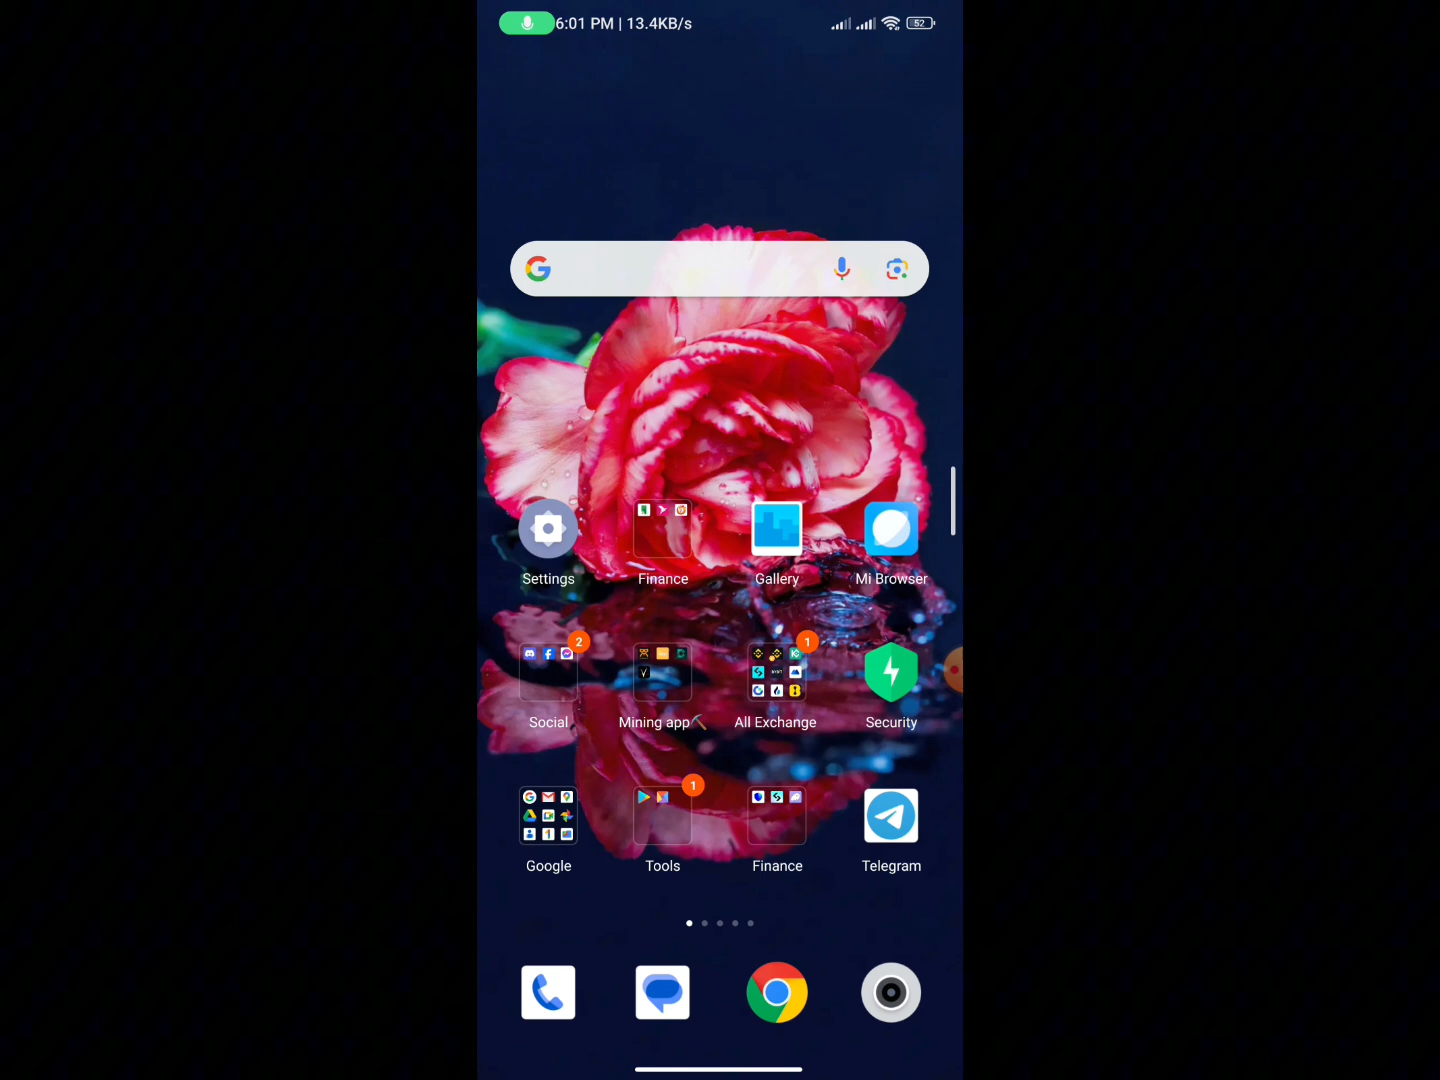 6:01 PM | 13.4KB/s 52
Settings Finance Gallery Mi Browser
2 1
Social Mining app All Exchange Security
1
Google Tools Finance Telegram